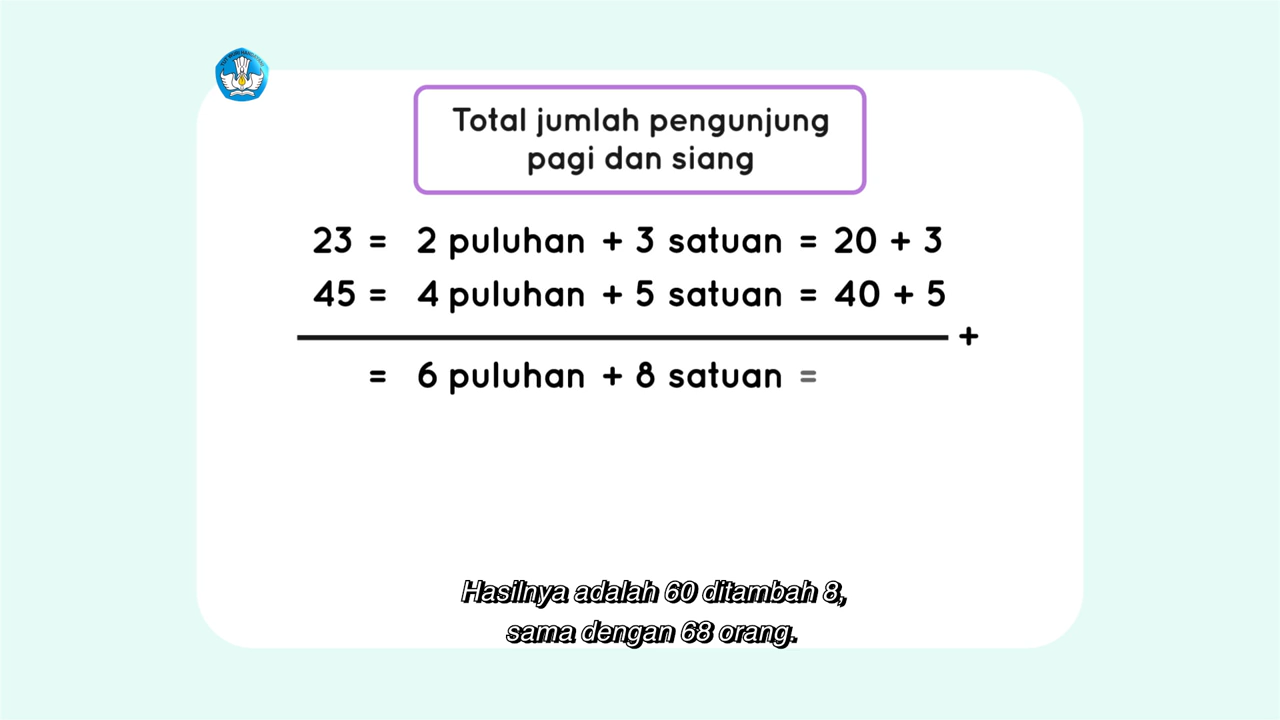 Total jumlah pengunjung
pagi dan siang
23 = 2 puluhan + 3 satuan = 20 + 3
45 = 4 puluhan + 5 satuan = 40 + 5
+
= 6 puluhan + 8 satuan =
Hasilnya adalah 60 ditambah 8,
sama dengan 68 orang.